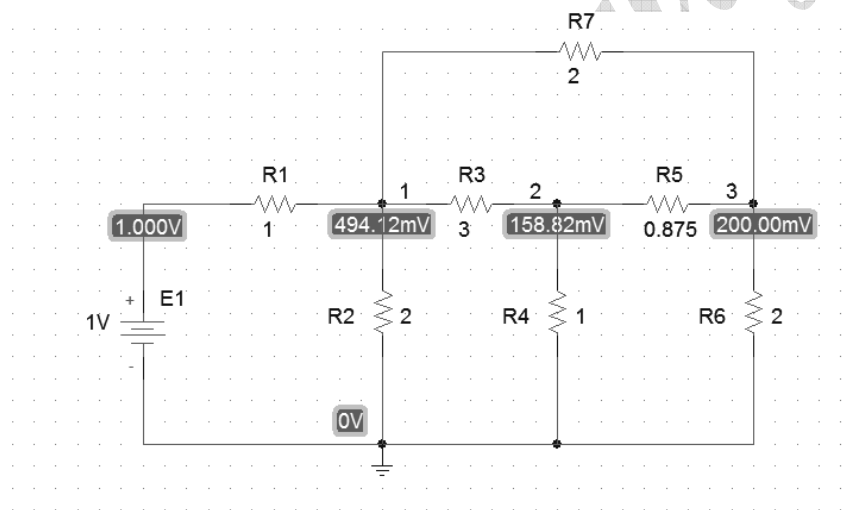 R7
2
R1
1
R3
2
R5
3
1.000V
1
494.12mV
3
158.82mV
0.875
200.00mV
+
E1
1V
R2
2
R4
1
R6
2
-
0V